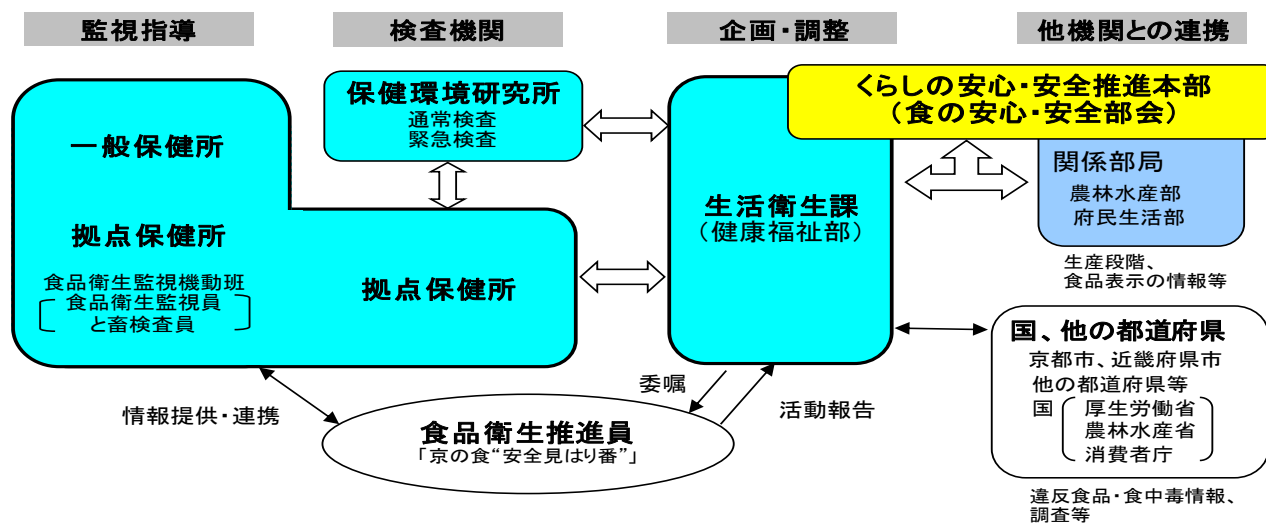 監視指導
検査機関
企画・調整
他機関との連携
一般保健所
拠点保健所
食品衛生監視機動班
食品衛生監視員
と畜検査員
保健環境研究所
通常検査
緊急検査
拠点保健所
生活衛生課
（健康福祉部）
くらしの安心・安全推進本部
（食の安心・安全部会）
関係部局
農林水産部
府民生活部
生産段階、
食品表示の情報等
国、他の都道府県
京都市、近畿府県市
他の都道府県等
国 厚生労働省
農林水産省
消費者庁
違反食品・食中毒情報、
調査等
情報提供・連携
委嘱
活動報告
食品衛生推進員
「京の食“安全見はり番”」